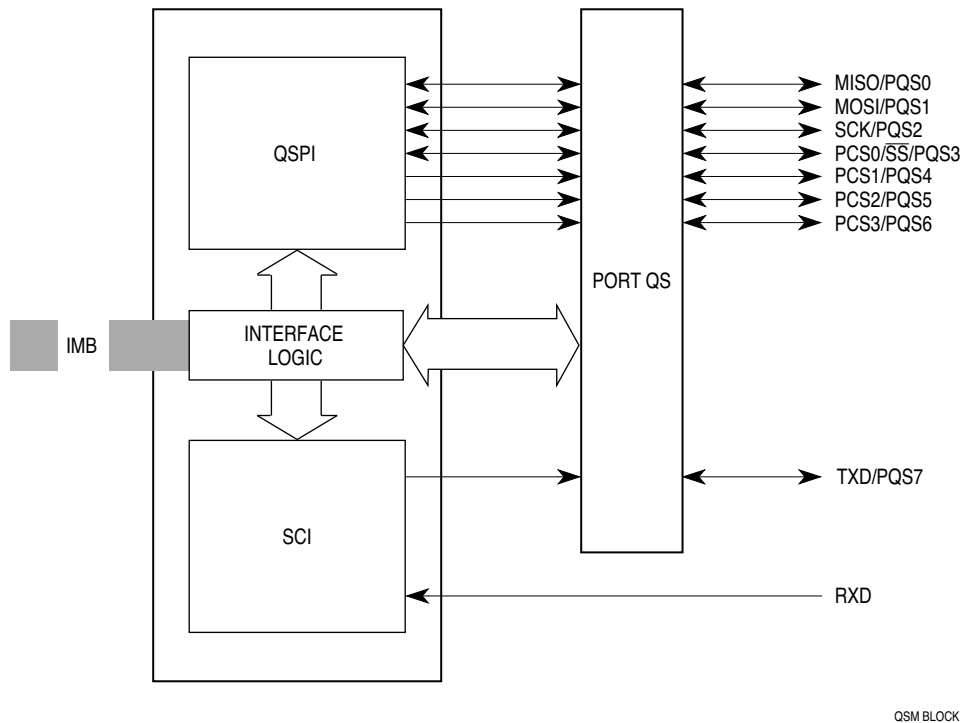 MISO/PQS0
MOSI/PQS1
SCK/PQS2
PCS0/S̅S̅/PQS3
PCS1/PQS4
PCS2/PQS5
PCS3/PQS6
QSPI
PORT QS
IMB
INTERFACE
LOGIC
TXD/PQS7
SCI
RXD
QSM BLOCK